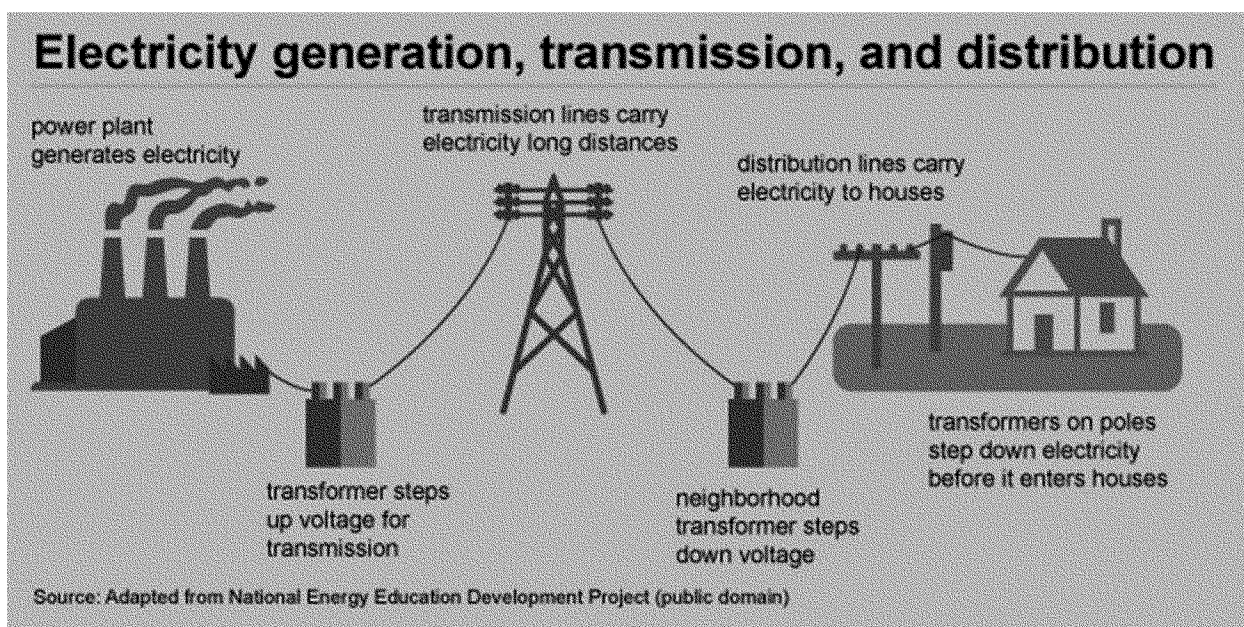 Electricity generation, transmission, and distribution
power plant
generates electricity
transmission lines carry
electricity long distances
distribution lines carry
electricity to houses
transformer steps
up voltage for
transmission
neighborhood
transformer steps
down voltage
transformers on poles
step down electricity
before it enters houses
Source: Adapted from National Energy Education Development Project (public domain)